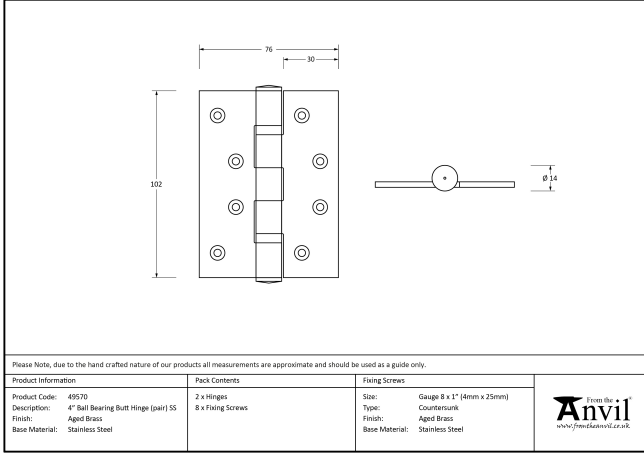 76
30
102
Ø 14
Please Note, due to the hand crafted nature of our products all measurements are approximate and should be used as a guide only.
Product Information
Product Code: 49570
Description: 4" Ball Bearing Butt Hinge (pair) SS
Finish: Aged Brass
Base Material: Stainless Steel
Pack Contents
2 x Hinges
8 x Fixing Screws
Fixing Screws
Size: Gauge 8 x 1" (4mm x 25mm)
Type: Countersunk
Finish: Aged Brass
Base Material: Stainless Steel
From the
Anvil®
www.fromtheanvil.co.uk